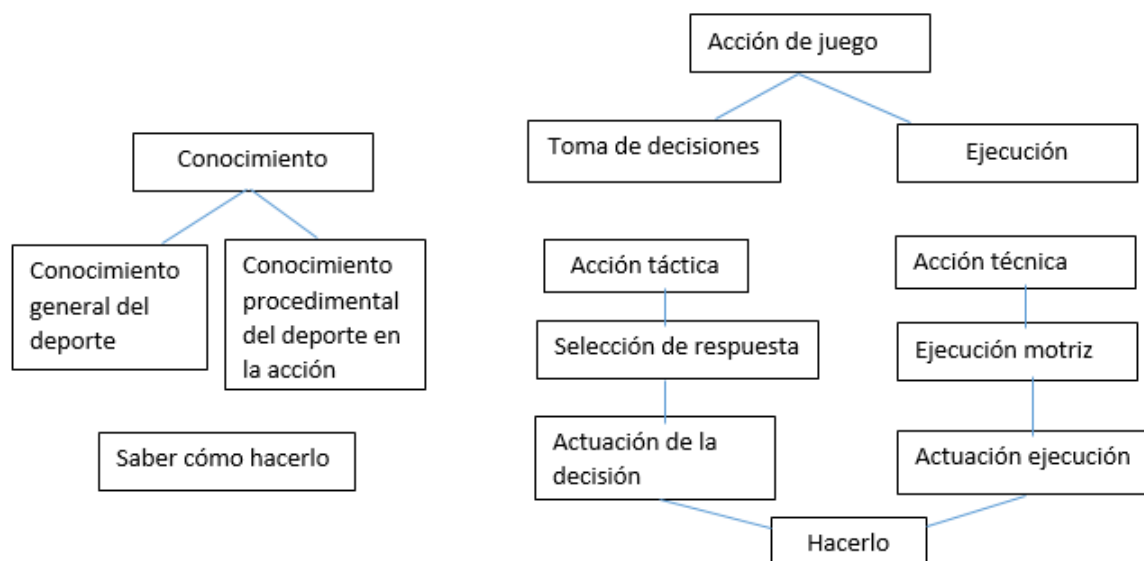 Acción de juego
Toma de decisiones
Ejecución
Conocimiento
Conocimiento
general del
deporte
Conocimiento
procedimental
del deporte en
la acción
Saber cómo hacerlo
Acción táctica
Acción técnica
Selección de respuesta
Ejecución motriz
Actuación de la
decisión
Actuación ejecución
Hacerlo